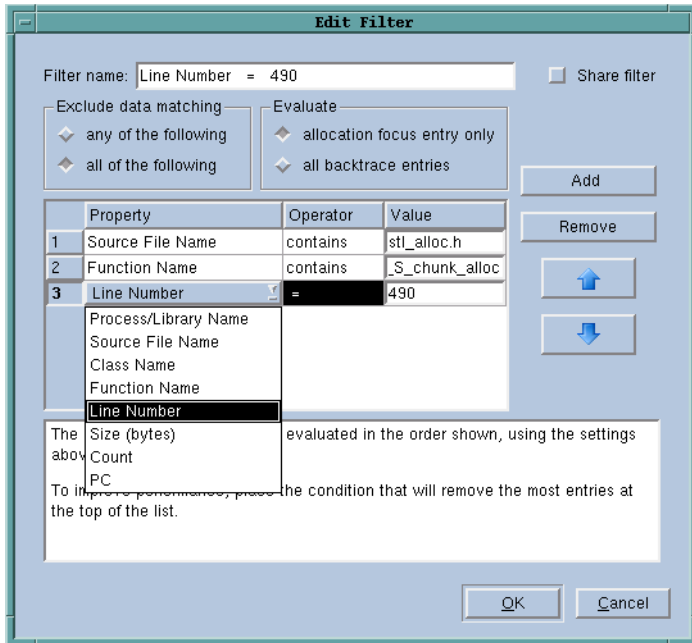 Edit Filter
Filter name: Line Number = 490
Share filter
Exclude data matching
any of the following
all of the following
Evaluate
allocation focus entry only
all backtrace entries
Add
Remove
Property Operator Value
1 Source File Name contains stl_alloc.h
2 Function Name contains _S_chunk_alloc
3 Line Number = 490
Process/Library Name
Source File Name
Class Name
Function Name
Line Number
Size (bytes)
Count
PC
The evaluated in the order shown, using the settings
To improve performance, place the condition that will remove the most entries at
the top of the list.
OK Cancel